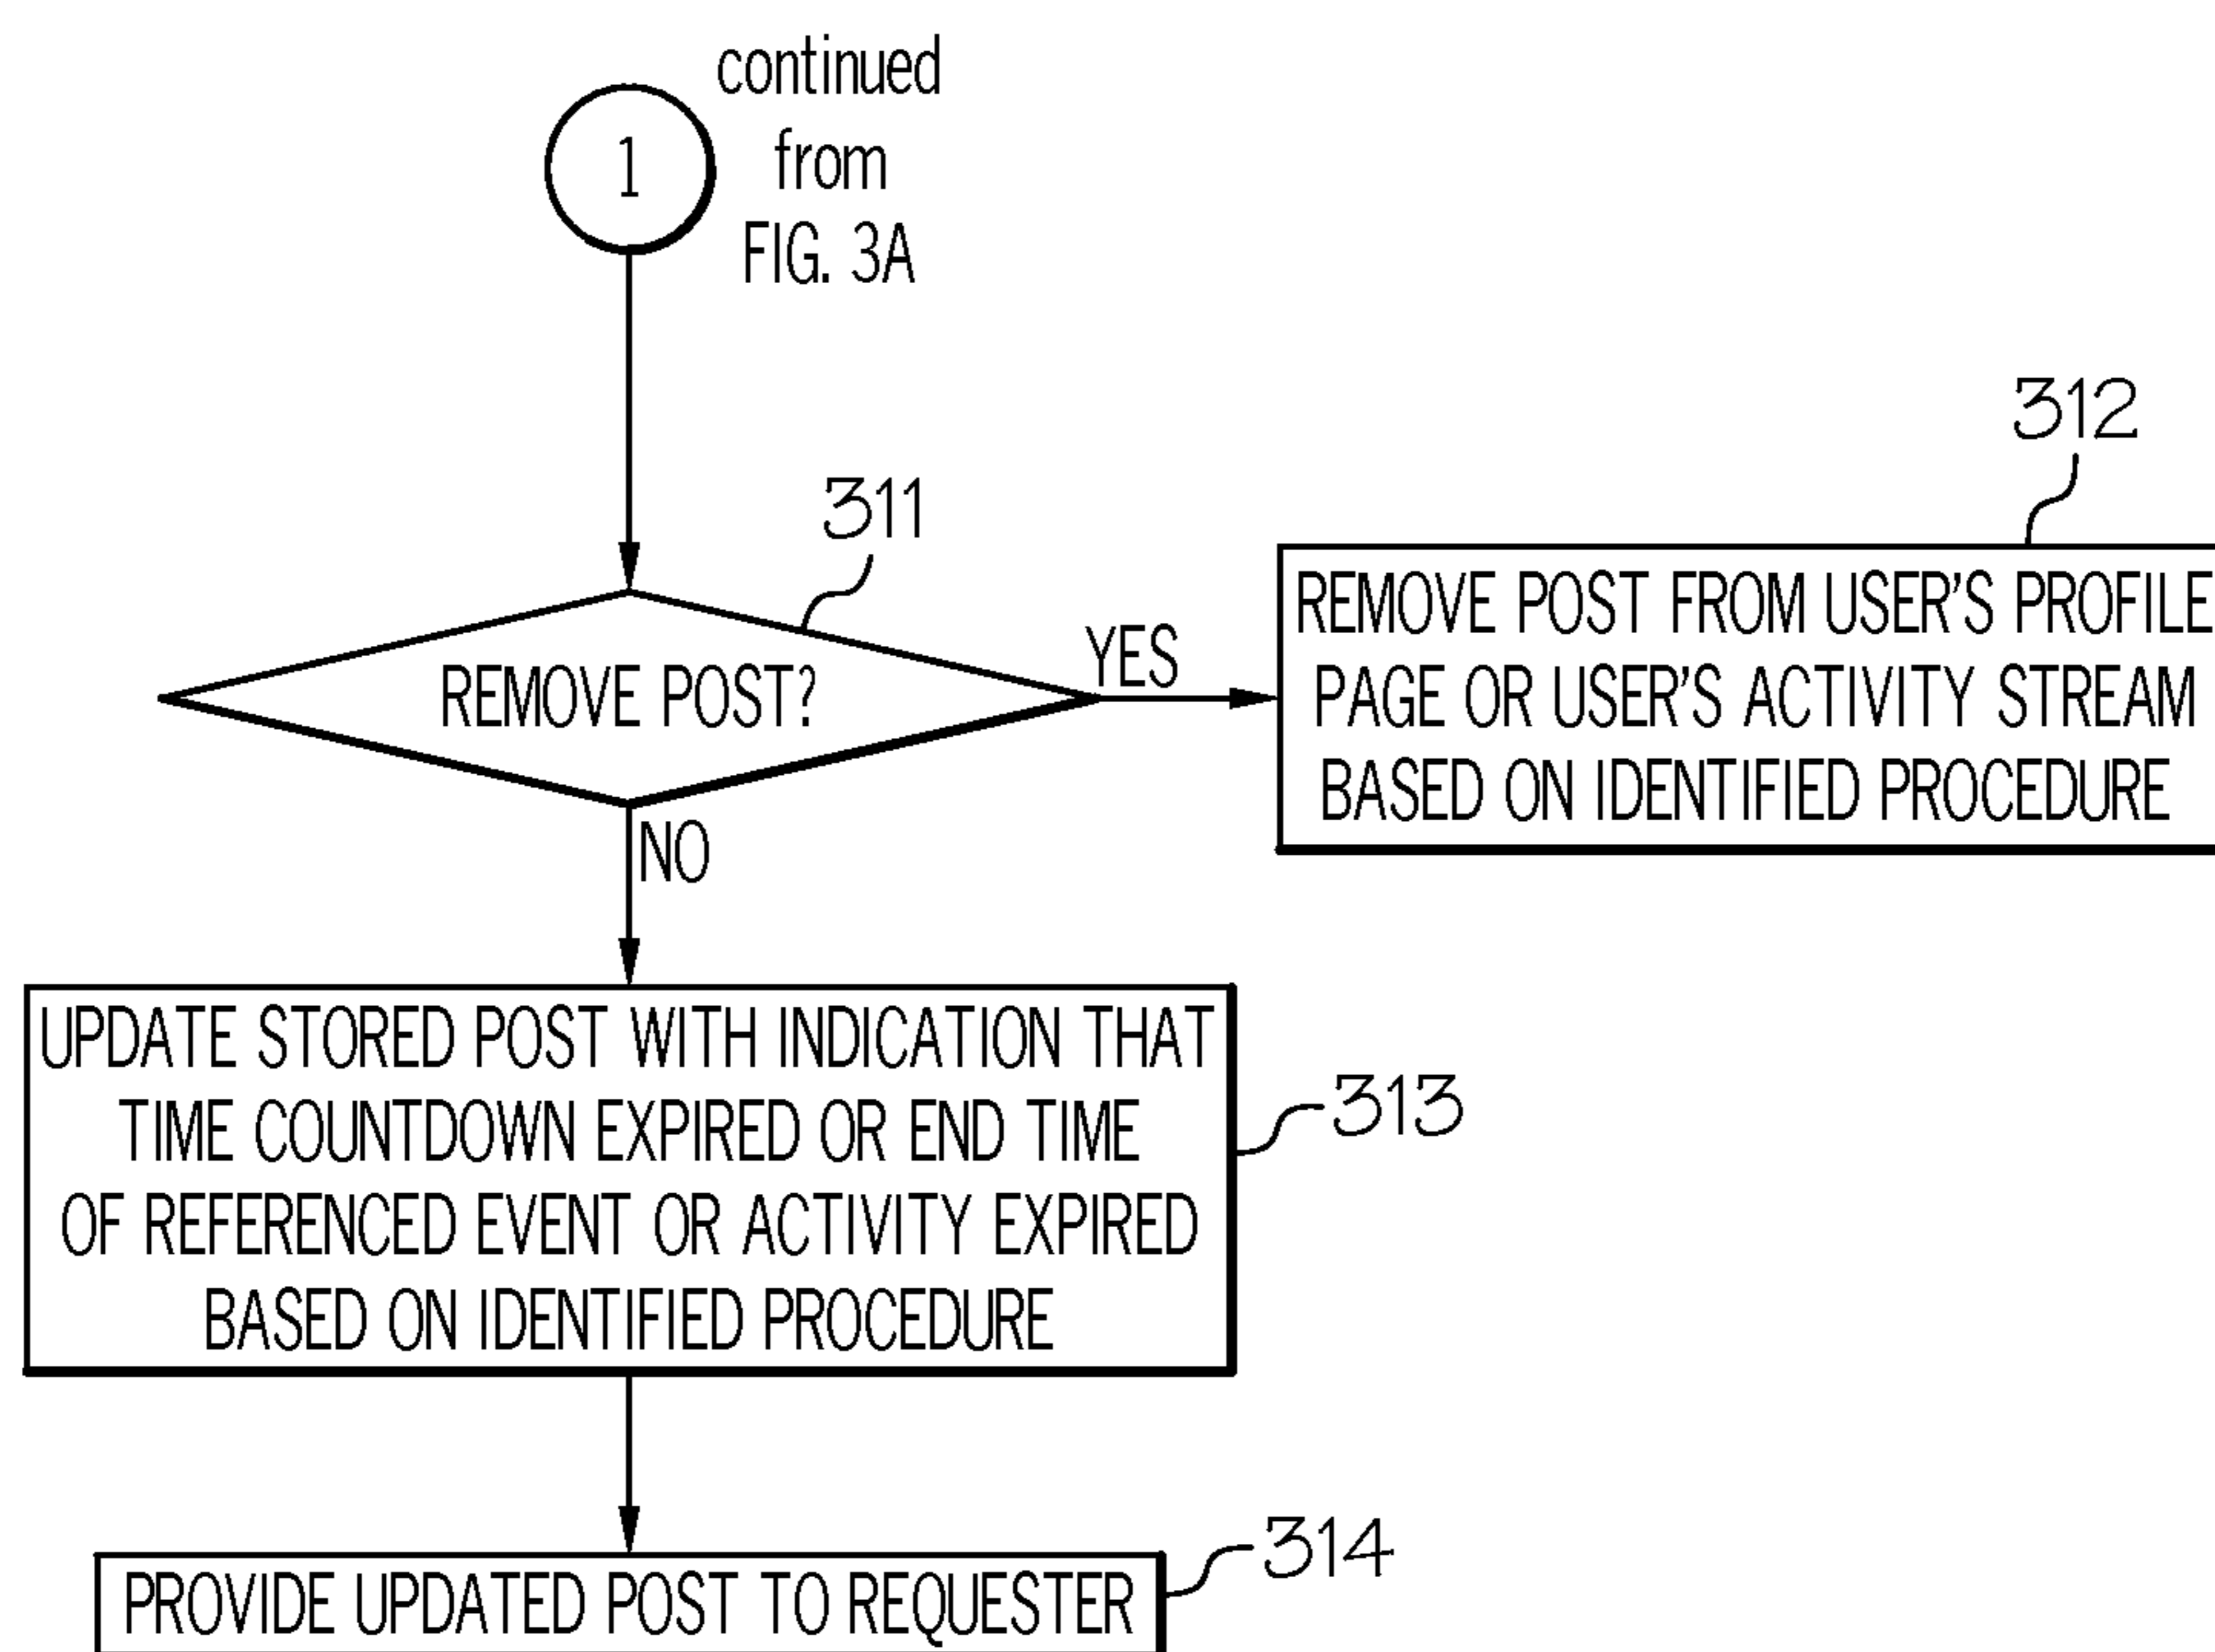 continued
from
FIG. 3A
1
311
REMOVE POST?
YES
312
REMOVE POST FROM USER'S PROFILE
PAGE OR USER'S ACTIVITY STREAM
BASED ON IDENTIFIED PROCEDURE
NO
UPDATE STORED POST WITH INDICATION THAT
TIME COUNTDOWN EXPIRED OR END TIME
OF REFERENCED EVENT OR ACTIVITY EXPIRED
BASED ON IDENTIFIED PROCEDURE
313
PROVIDE UPDATED POST TO REQUESTER
314